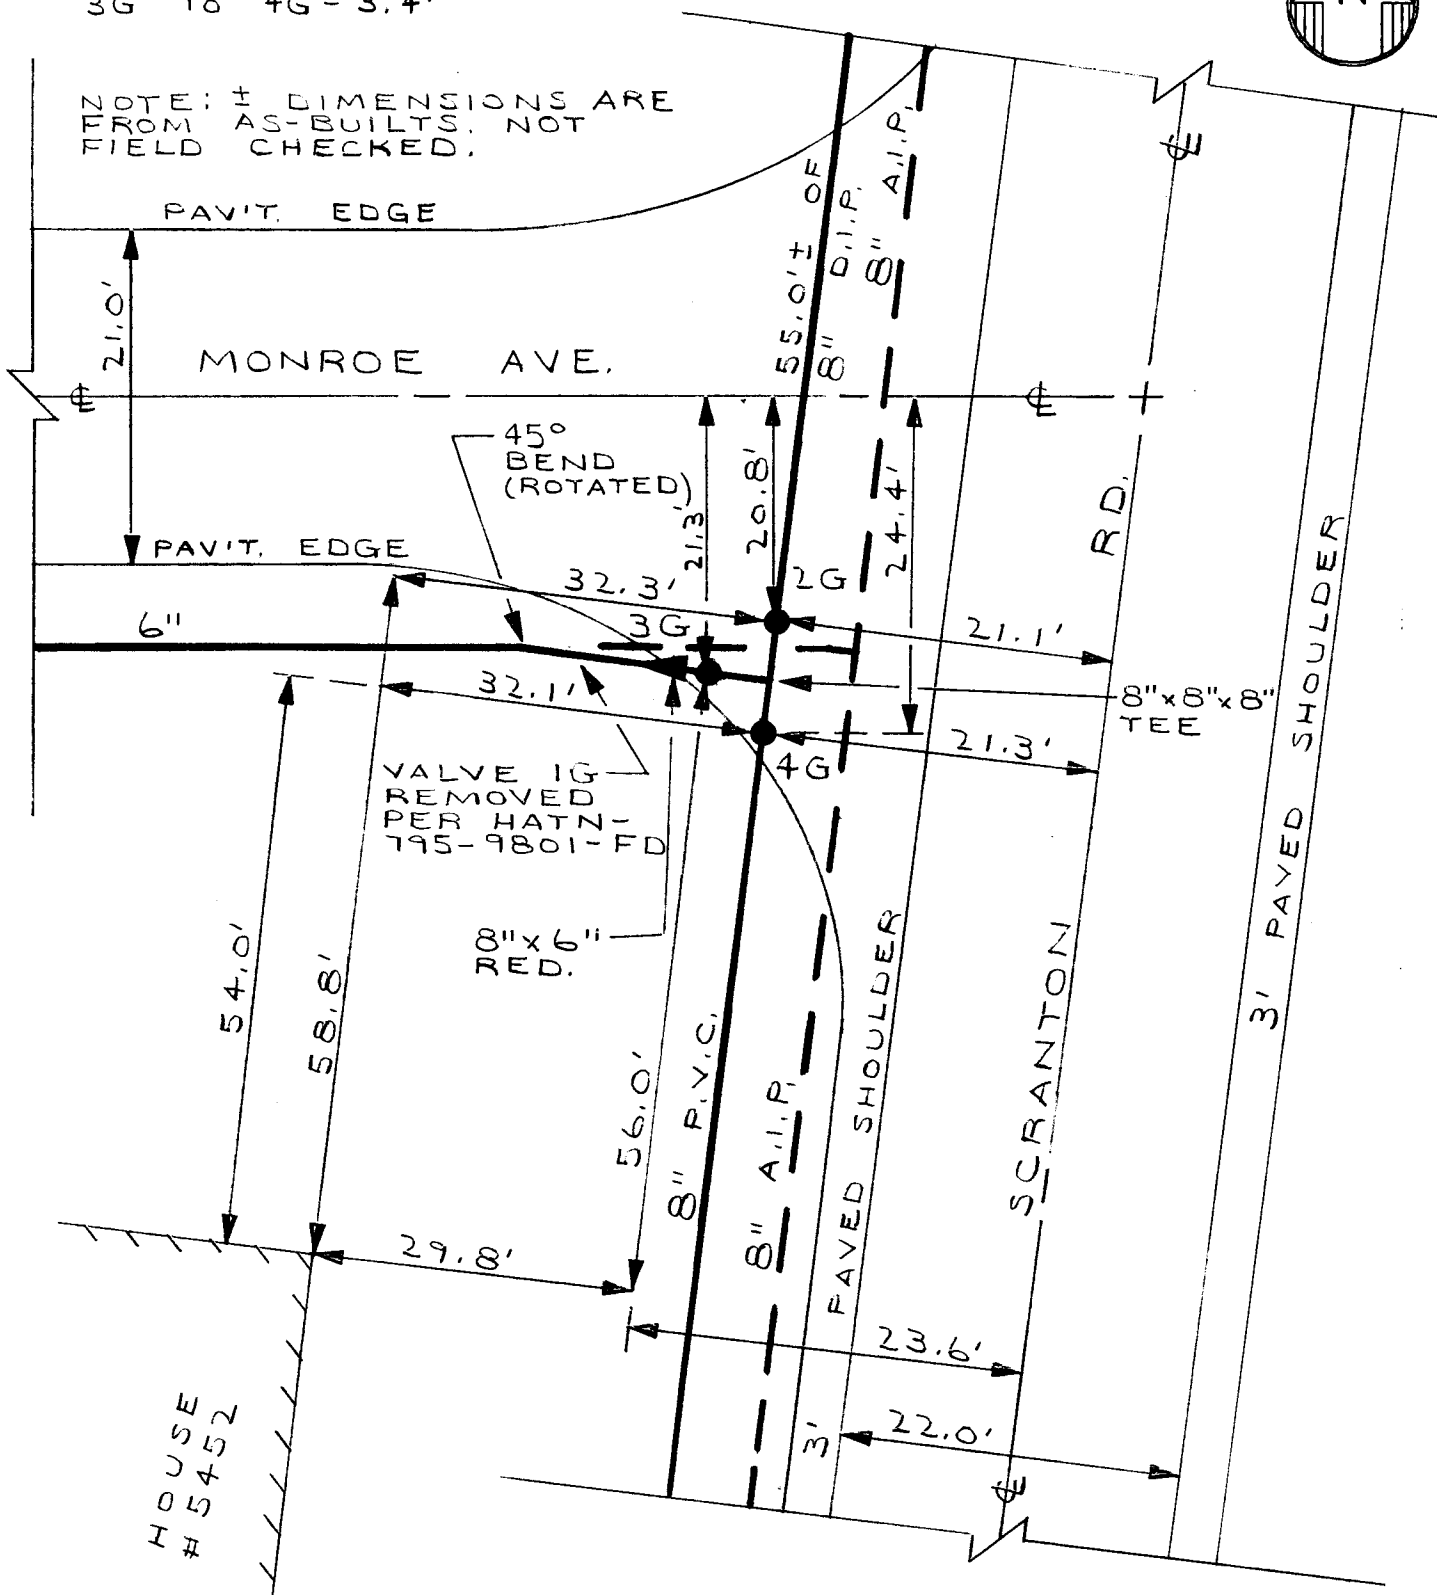 3G TO 4G - 3.4'
N
NOTE: ± DIMENSIONS ARE
FROM AS-BUILTS. NOT
FIELD CHECKED.
PAV'T. EDGE
55.0'± OF
8" D.I.P.
8" A.I.P.
℄
21.0'
MONROE AVE.
℄
℄
45°
BEND
(ROTATED)
21.3'
20.8'
24.4'
RD.
PAV'T. EDGE
32.3'
2G
6"
3G
21.1'
32.1'
8"x8"x8"
TEE
21.3'
4G
VALVE 1G
REMOVED
PER HATN-
795-9801-FD
8"x6"
RED.
54.0'
58.8'
56.0'
8" P.V.C.
8" A.I.P.
3' PAVED SHOULDER
SCRANTON
3' PAVED SHOULDER
29.8'
23.6'
22.0'
℄
HOUSE
#5452